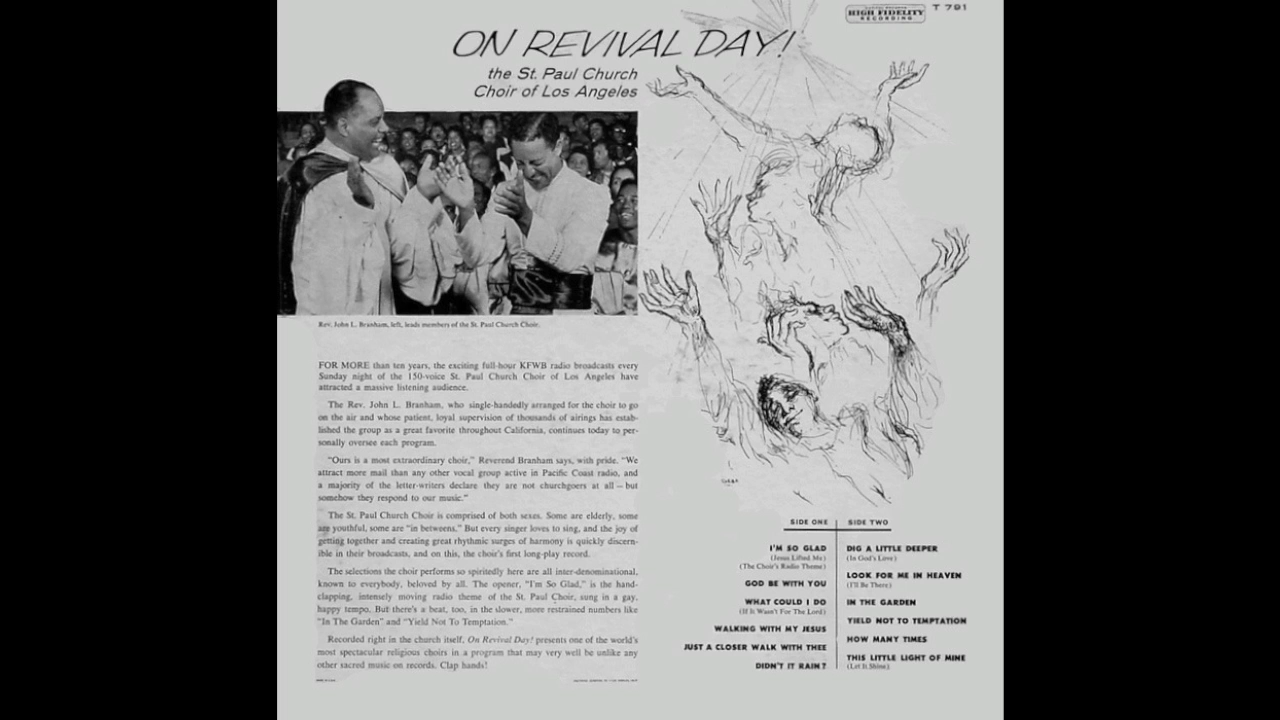 HIGH FIDELITY
RECORDING
T 791
ON REVIVAL DAY!
the St. Paul Church
Choir of Los Angeles
Rev. John L. Branham, left, leads members of the St. Paul Church Choir.
FOR MORE than ten years, the exciting full-hour KFWB radio broadcasts every
Sunday night of the 150-voice St. Paul Church Choir of Los Angeles have
attracted a massive listening audience.
The Rev. John L. Branham, who single-handedly arranged for the choir to go
on the air and whose patient, loyal supervision of thousands of airings has estab-
lished the group as a great favorite throughout California, continues today to per-
sonally oversee each program.
“Ours is a most extraordinary choir,” Reverend Branham says, with pride. “We
attract more mail than any other vocal group active in Pacific Coast radio, and
a majority of the letter-writers declare they are not churchgoers at all – but
somehow they respond to our music.”
The St. Paul Church Choir is comprised of both sexes. Some are elderly, some
are youthful, some are “in betweens.” But every singer loves to sing, and the joy of
getting together and creating great rhythmic surges of harmony is quickly discern-
ible in their broadcasts, and on this, the choir’s first long-play record.
The selections the choir performs so spiritedly here are all inter-denominational,
known to everybody, beloved by all. The opener, “I’m So Glad,” is the hand-
clapping, intensely moving radio theme of the St. Paul Choir, sung in a gay,
happy tempo. But there’s a beat, too, in the slower, more restrained numbers like
“In The Garden” and “Yield Not To Temptation.”
Recorded right in the church itself, On Revival Day! presents one of the world’s
most spectacular religious choirs in a program that may very well be unlike any
other sacred music on records. Clap hands!
SIDE ONE
I’M SO GLAD
(Jesus Lifted Me)
(The Choir’s Radio Theme)
GOD BE WITH YOU
WHAT COULD I DO
(If It Wasn’t For The Lord)
WALKING WITH MY JESUS
JUST A CLOSER WALK WITH THEE
DIDN’T IT RAIN?
SIDE TWO
DIG A LITTLE DEEPER
(In God’s Love)
LOOK FOR ME IN HEAVEN
(I’ll Be There)
IN THE GARDEN
YIELD NOT TO TEMPTATION
HOW MANY TIMES
THIS LITTLE LIGHT OF MINE
(Let It Shine)